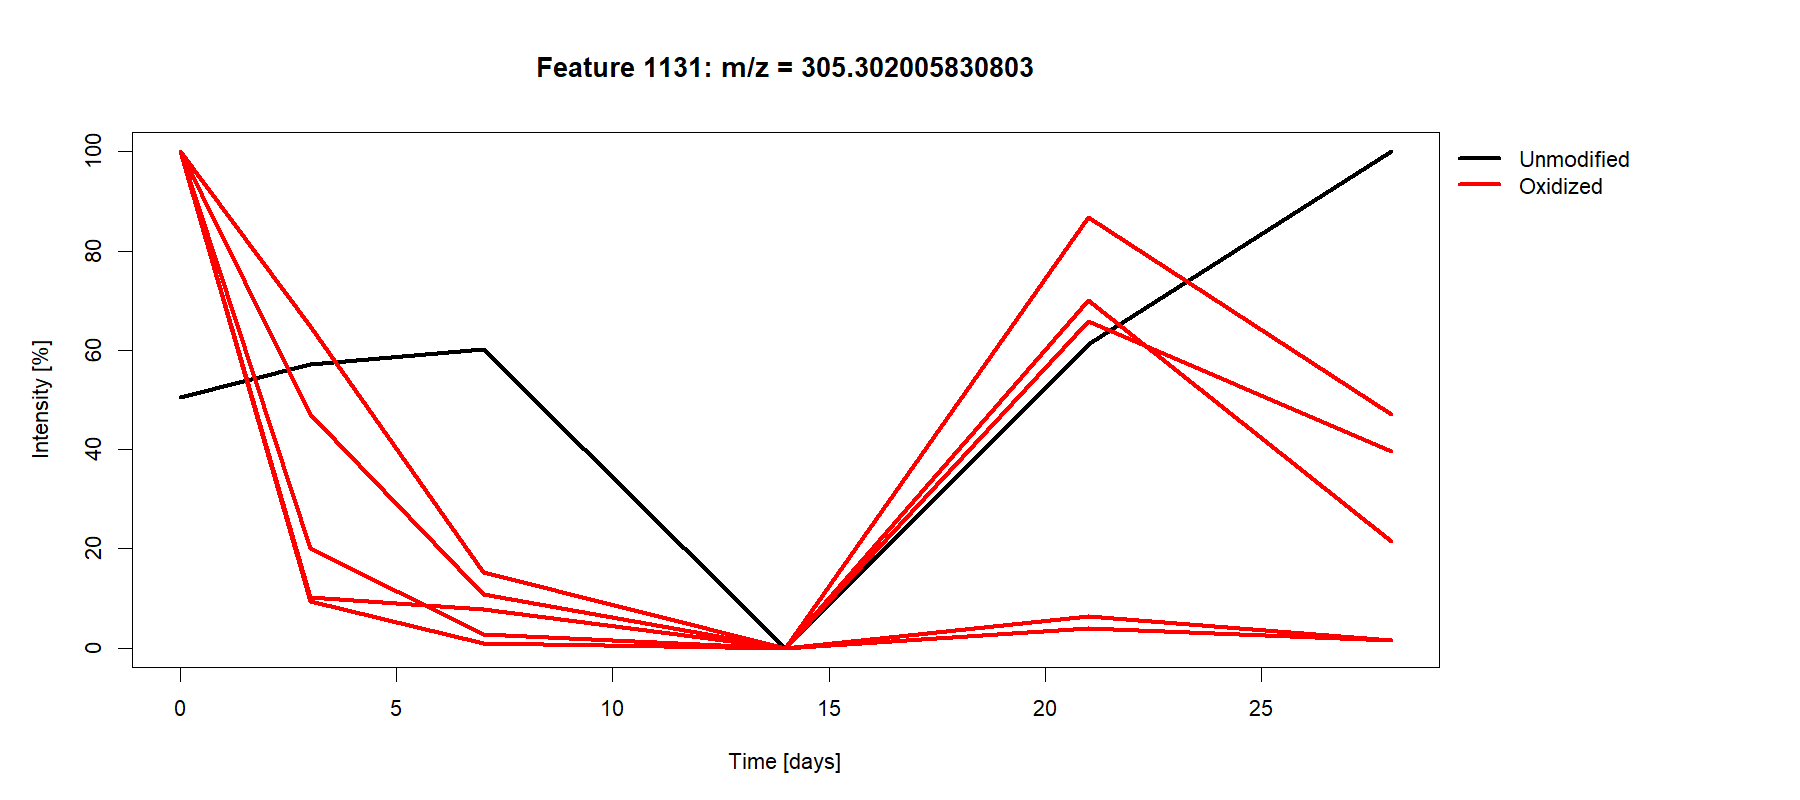 Feature 1131: m/z = 305.302005830803
Unmodified
Oxidized
Intensity [%]
100
80
60
40
20
0
0 5 10 15 20 25
Time [days]